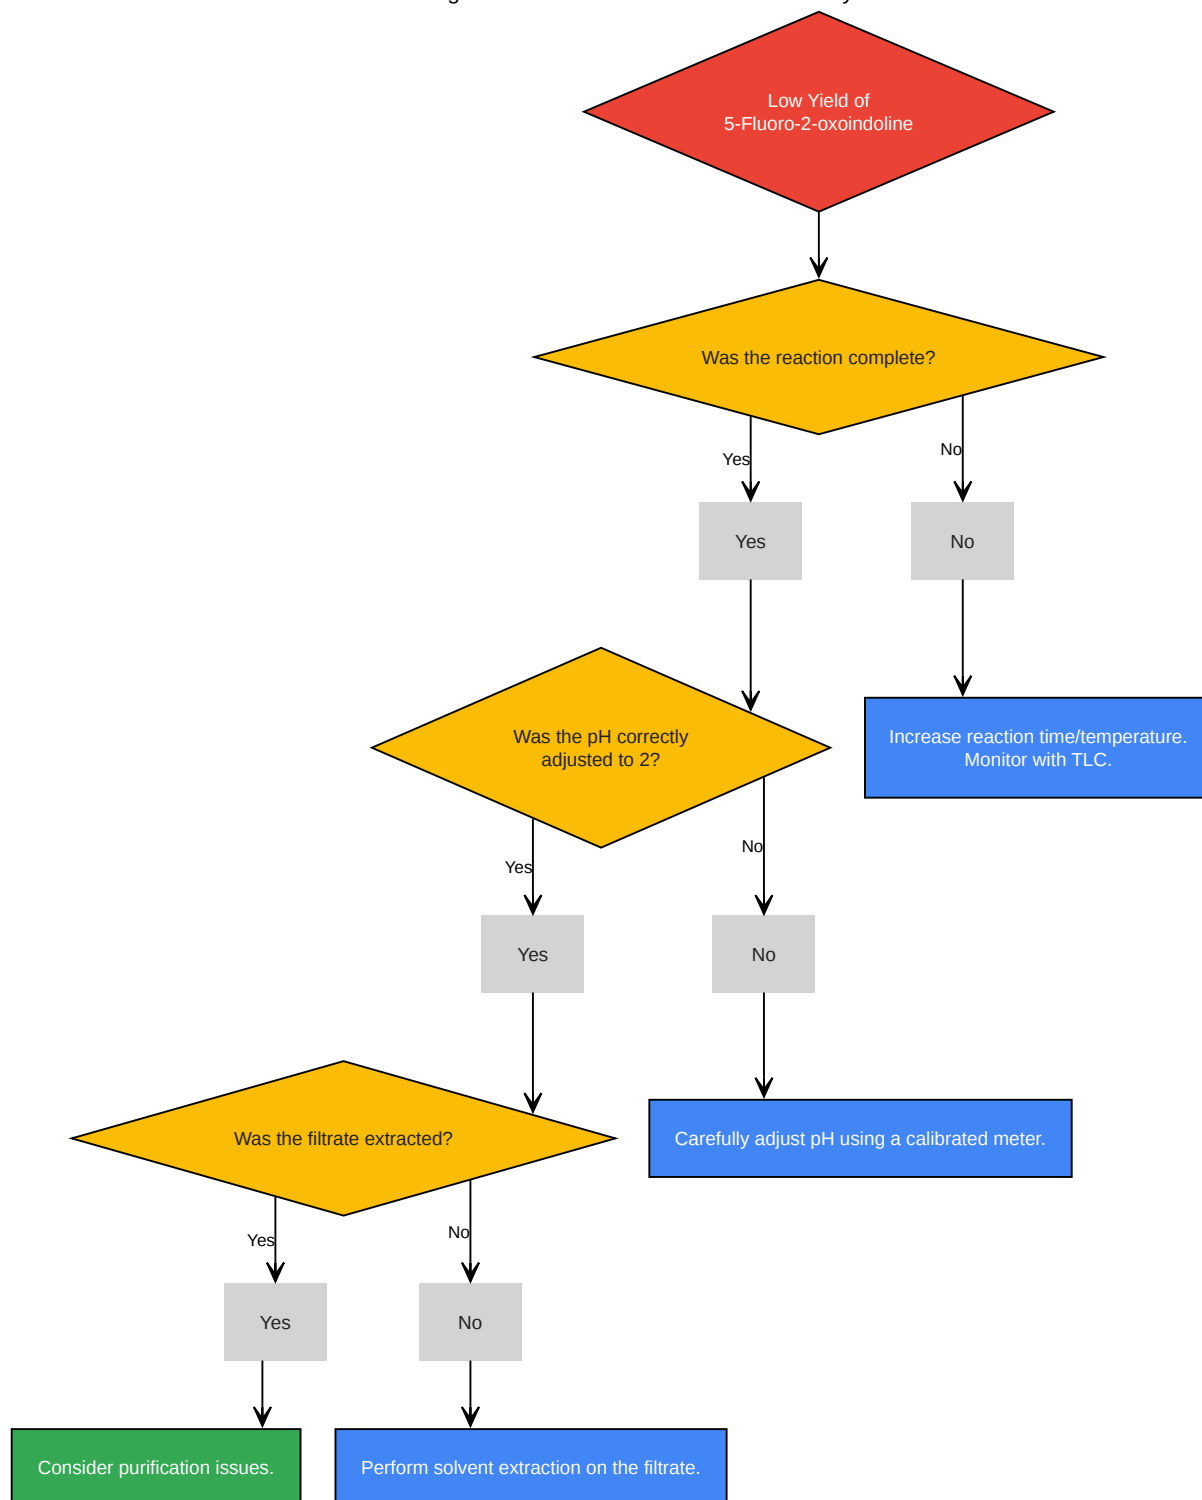 Low Yield of
5-Fluoro-2-oxoindoline
Was the reaction complete?
Yes
No
Yes
No
Was the pH correctly
adjusted to 2?
Increase reaction time/temperature.
Monitor with TLC.
Yes
No
Yes
No
Was the filtrate extracted?
Carefully adjust pH using a calibrated meter.
Yes
No
Yes
No
Consider purification issues.
Perform solvent extraction on the filtrate.